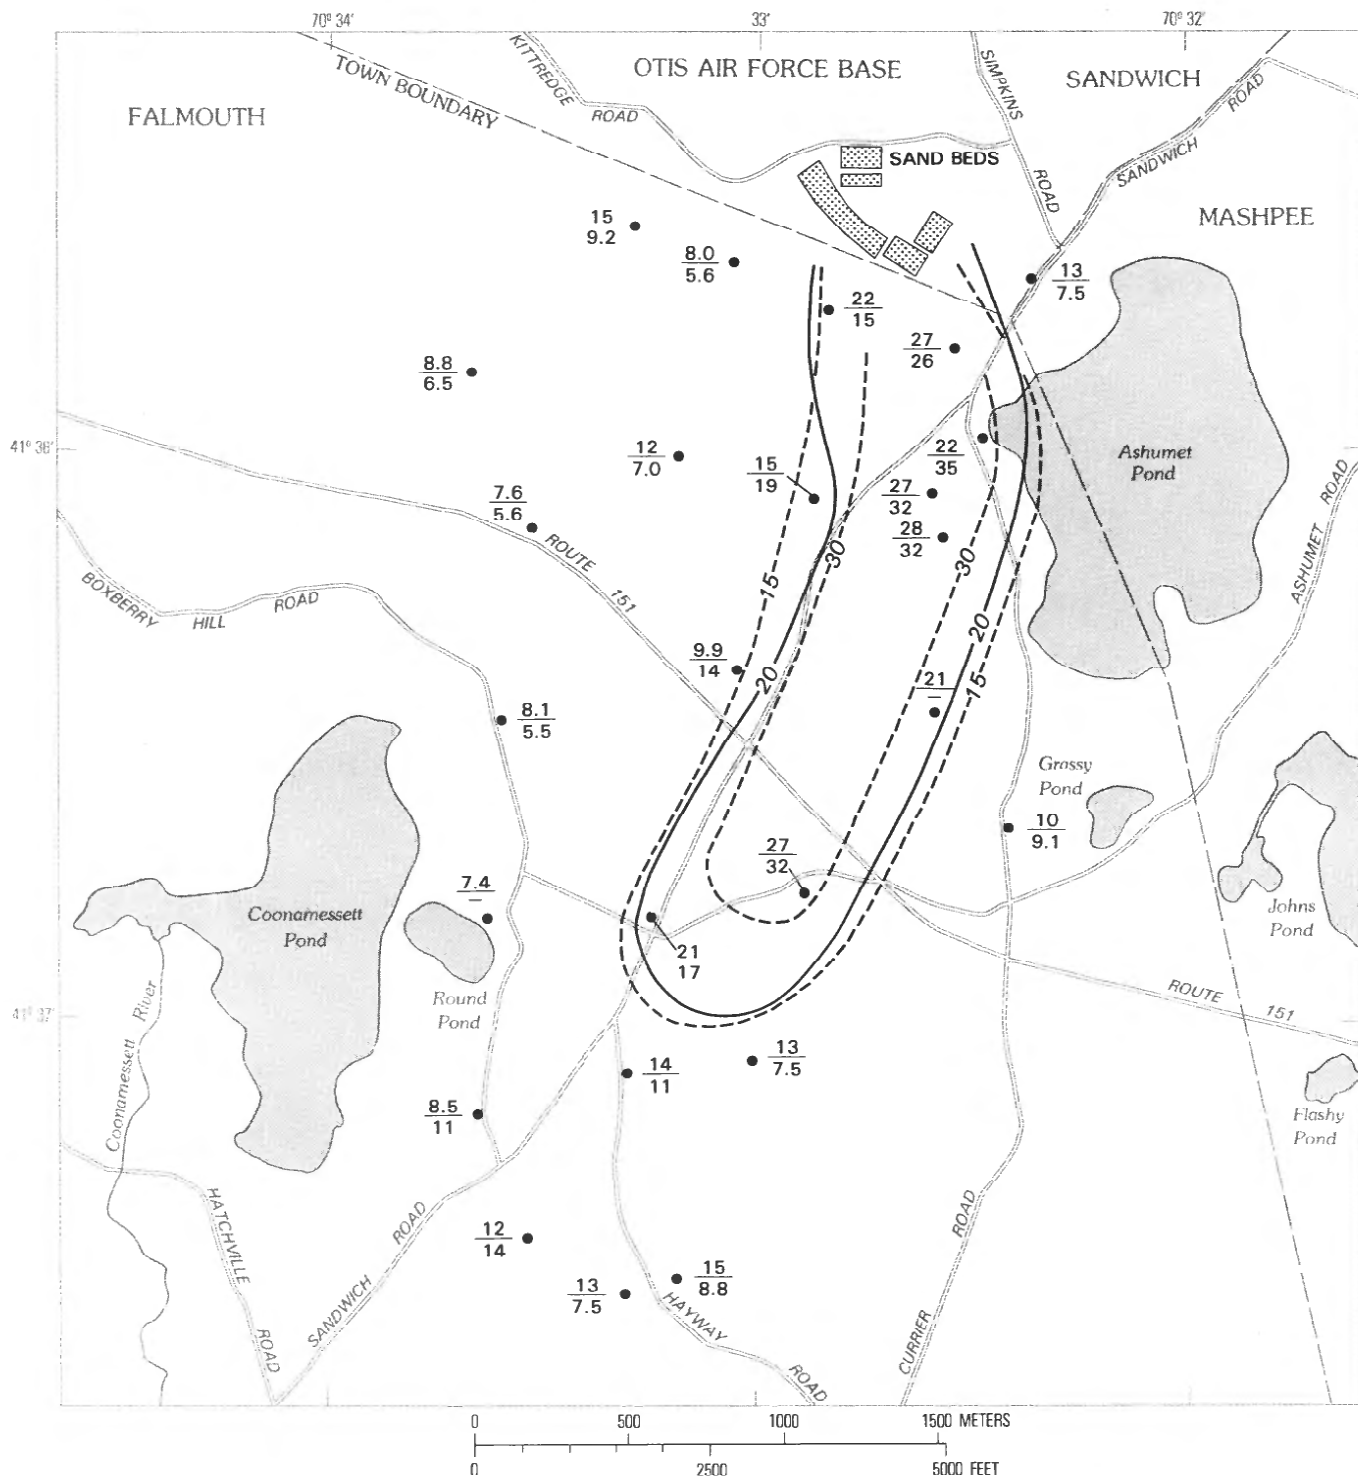 70° 34'
33'
70° 32'
KITTREDGE
ROAD
OTIS AIR FORCE BASE
SIMPKINS
ROAD
SANDWICH
SANDWICH
ROAD
TOWN BOUNDARY
FALMOUTH
SAND BEDS
MASHPEE
15
9.2
8.0
5.6
13
7.5
22
15
27
26
8.8
6.5
41° 36'
12
7.0
15
19
22
35
Ashumet
Pond
27
32
7.6
5.6
28
32
ROUTE
151
15
30
30
ASHUMET ROAD
BOXBERRY
HILL
ROAD
20
20
15
9.9
14
21
–
8.1
5.5
Grassy
Pond
10
9.1
27
32
7.4
–
Coonamessett
Pond
Johns
Pond
21
17
Round
Pond
ROUTE
151
41° 37'
Coonamessett River
13
7.5
14
11
8.5
11
Flashy
Pond
12
14
15
8.8
13
7.5
HATCHVILLE
ROAD
SANDWICH
ROAD
HAYWAY
ROAD
CURRIER
ROAD
0 500 1000 1500 METERS
0 2500 5000 FEET